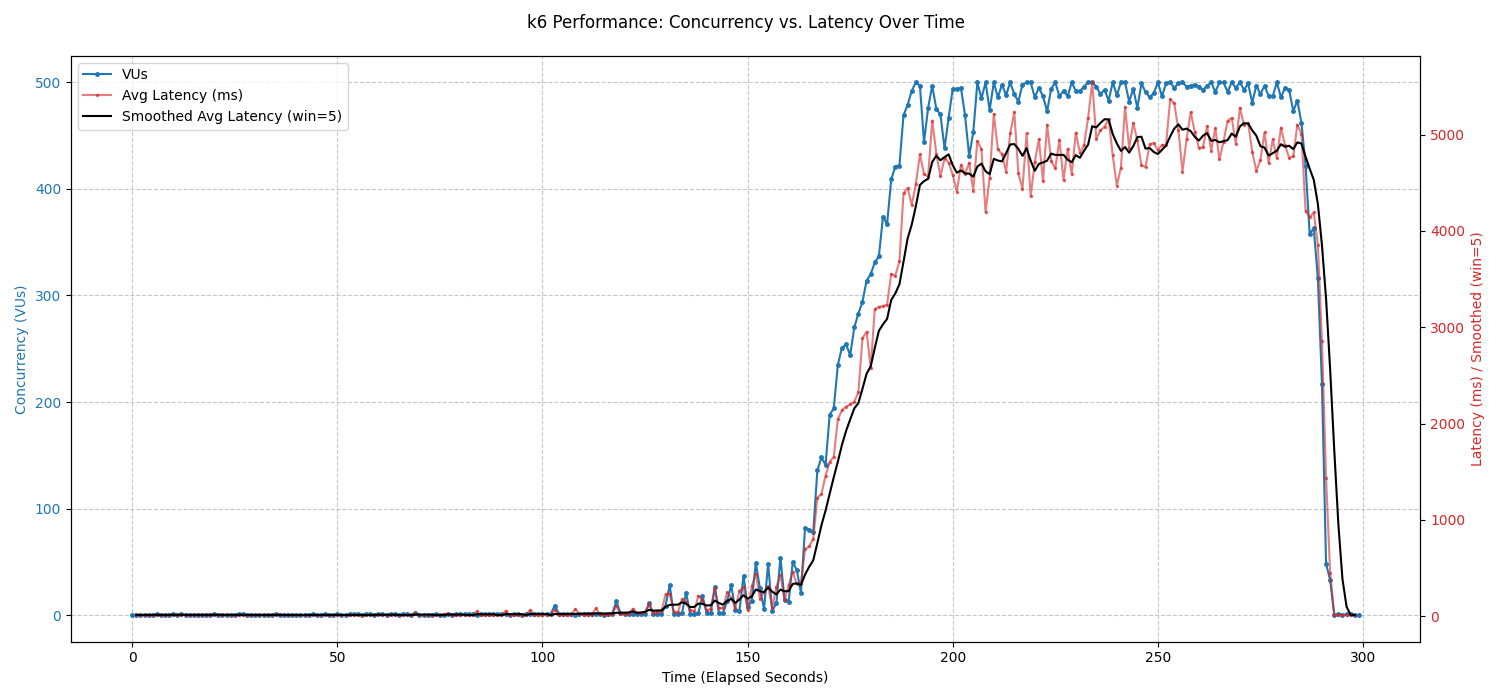 k6 Performance: Concurrency vs. Latency Over Time
VUs
Avg Latency (ms)
Smoothed Avg Latency (win=5)
500
400
300
200
100
0
Concurrency (VUs)
5000
4000
3000
2000
1000
0
Latency (ms) / Smoothed (win=5)
0 50 100 150 200 250 300
Time (Elapsed Seconds)